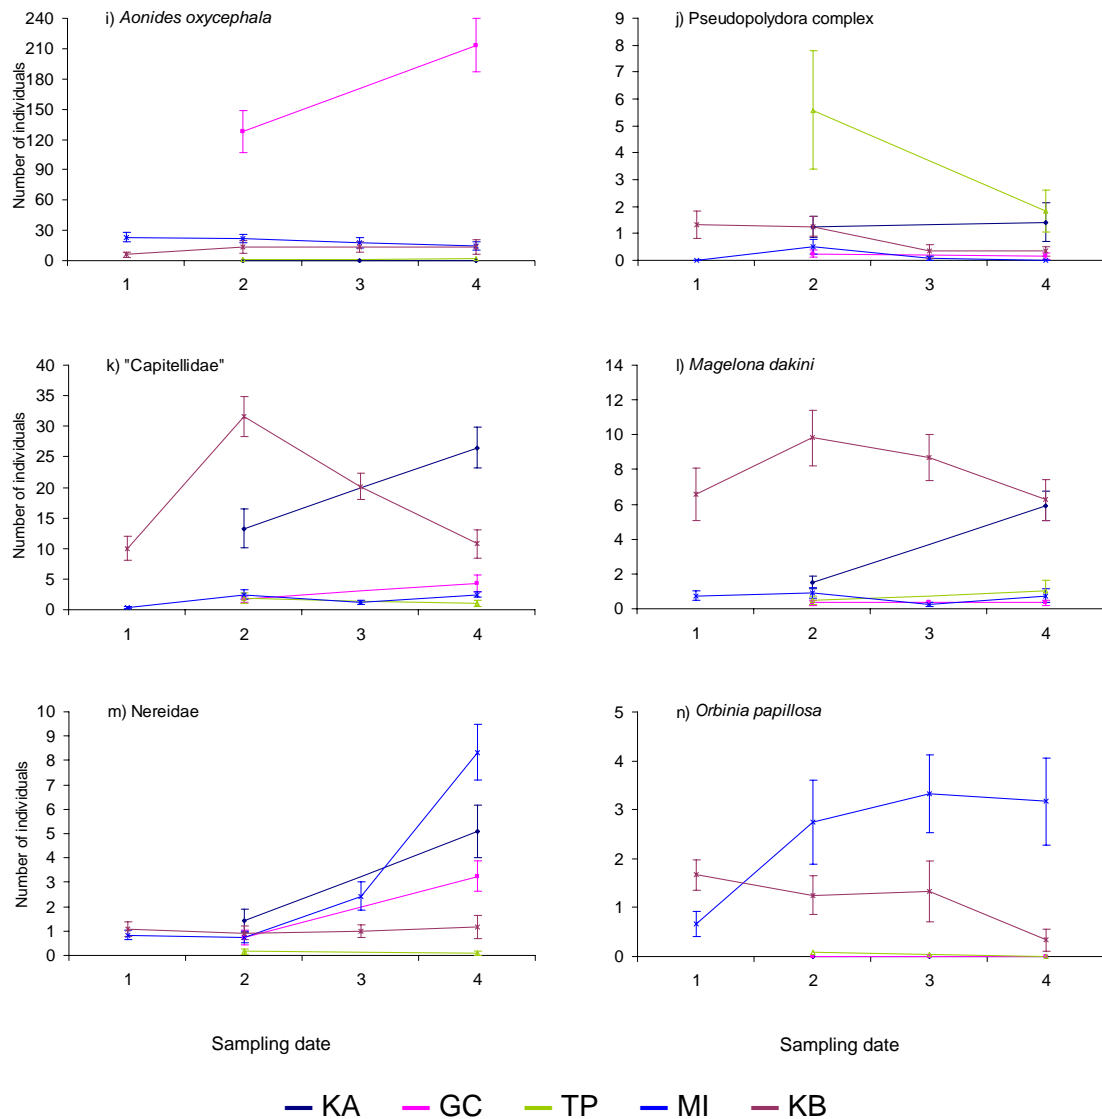 i) Aonides oxycephala
Number of individuals
240
210
180
150
120
90
60
30
0
1 2 3 4
j) Pseudopolydora complex
9
8
7
6
5
4
3
2
1
0
1 2 3 4
k) "Capitellidae"
Number of individuals
40
35
30
25
20
15
10
5
0
1 2 3 4
l) Magelona dakini
14
12
10
8
6
4
2
0
1 2 3 4
m) Nereidae
Number of individuals
10
9
8
7
6
5
4
3
2
1
0
1 2 3 4
Sampling date
n) Orbinia papillosa
5
4
3
2
1
0
1 2 3 4
Sampling date
KA GC TP MI KB